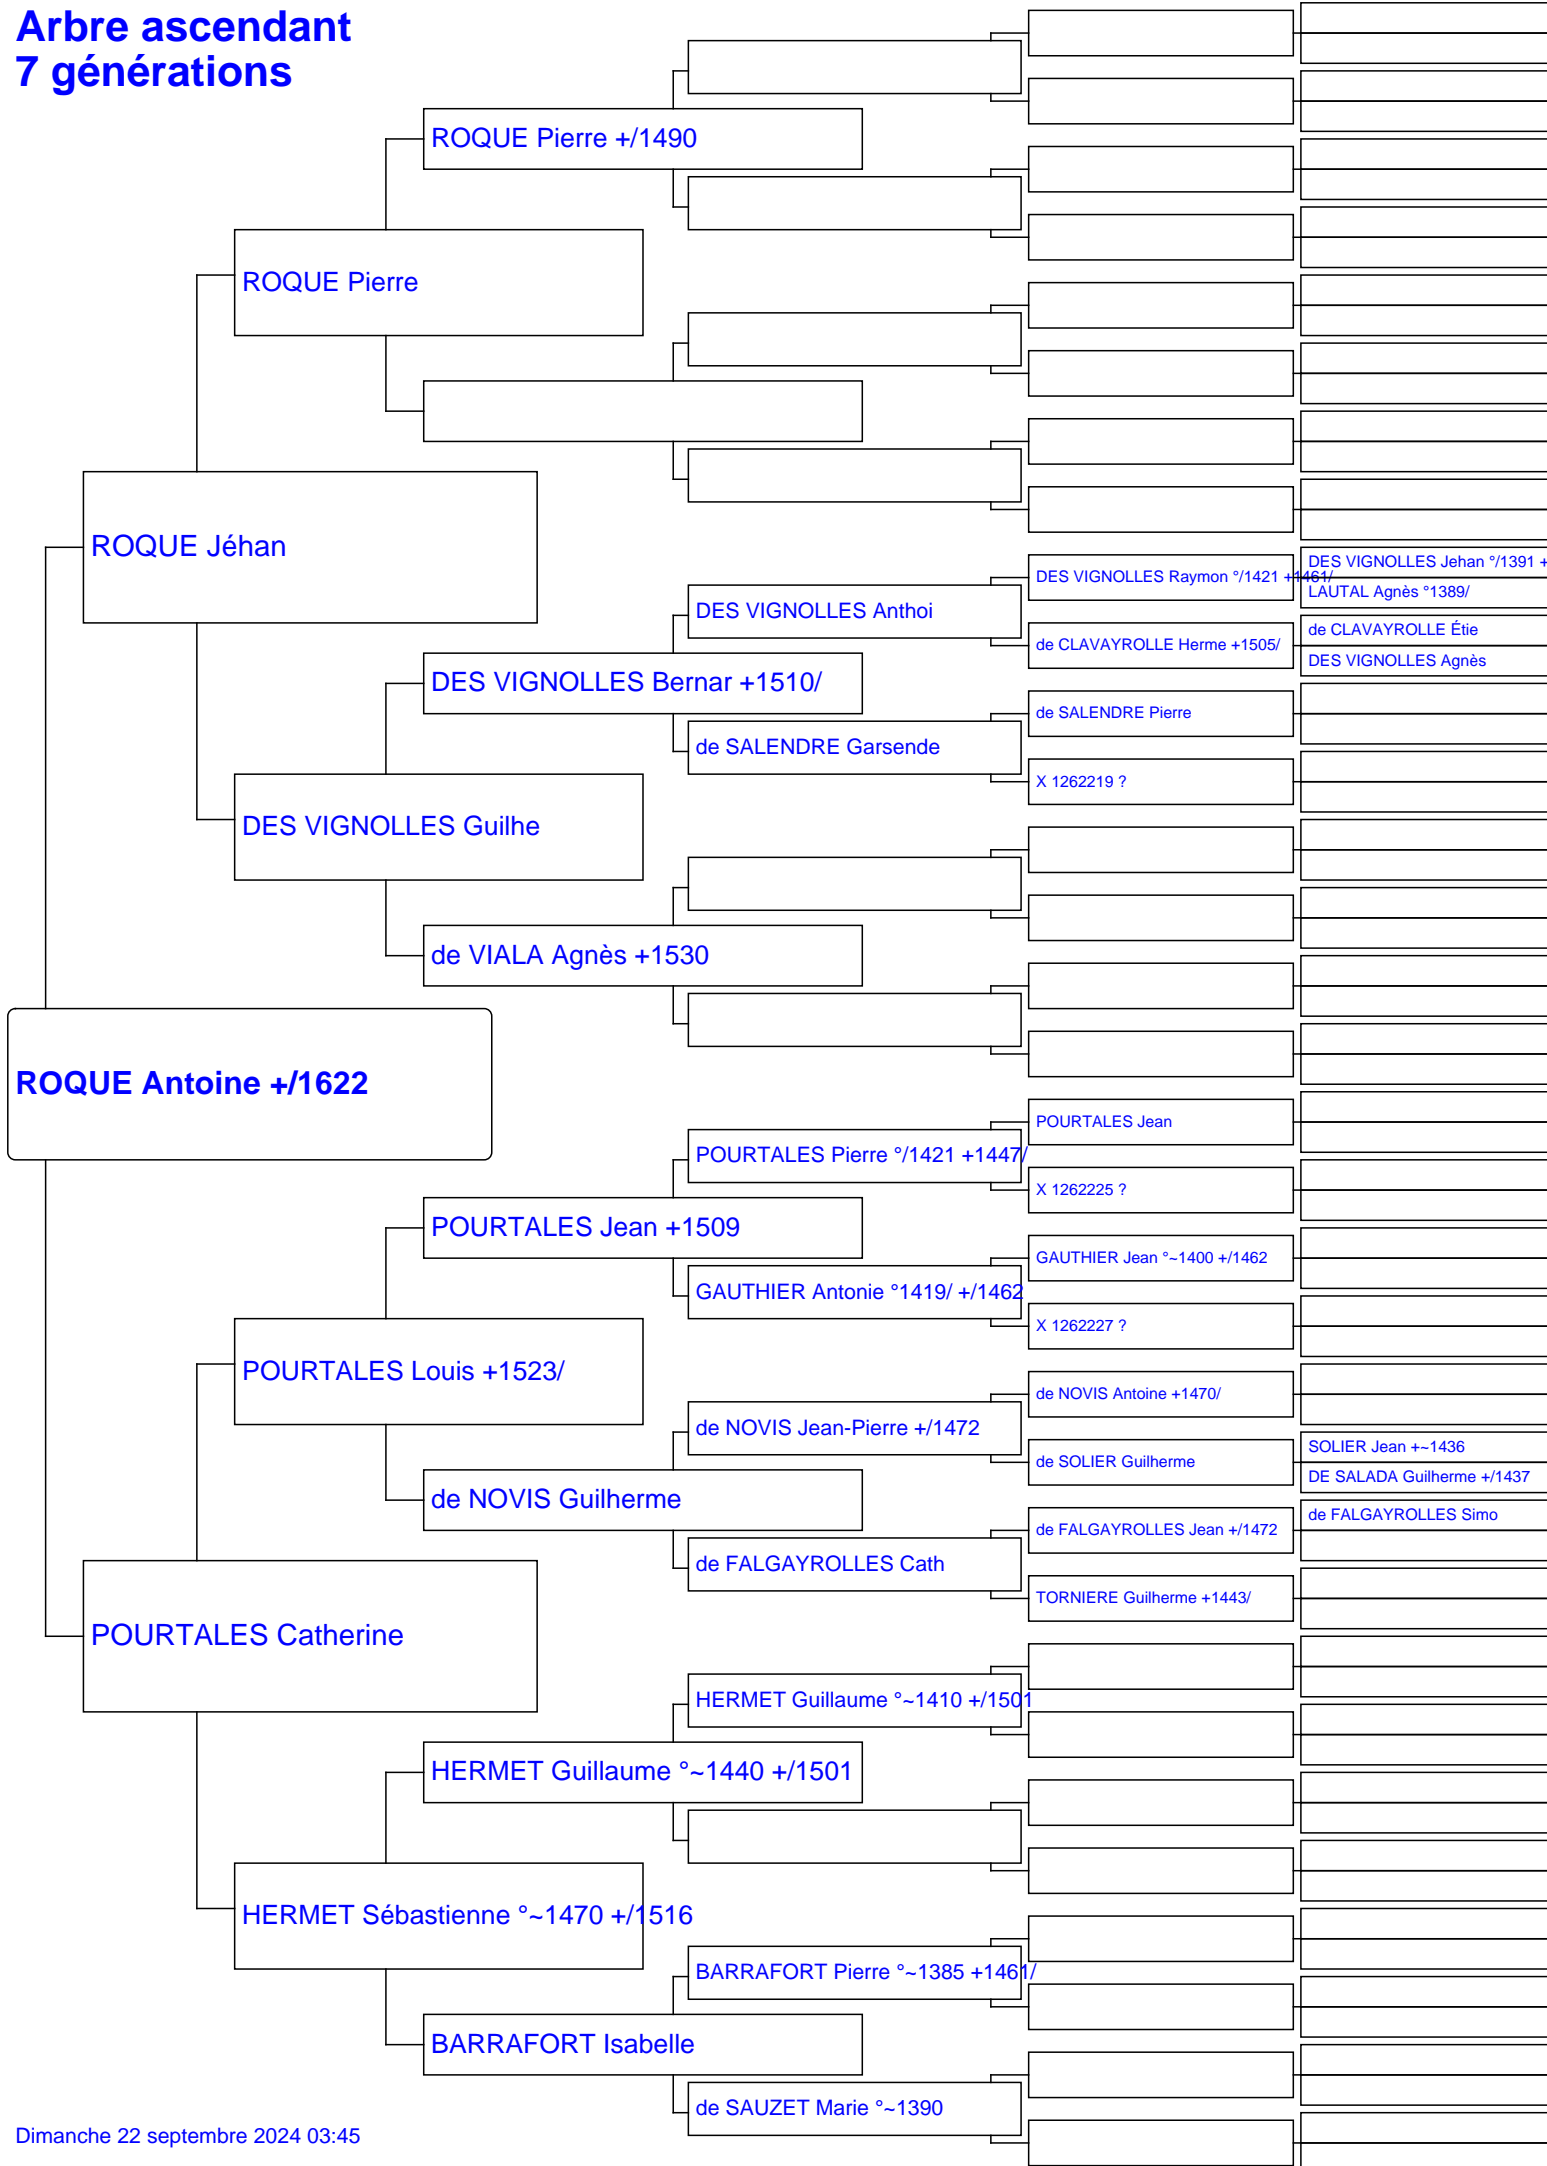 Arbre ascendant
7 générations
ROQUE Pierre +/1490
ROQUE Pierre
ROQUE Jéhan
DES VIGNOLLES Raymon °/1421 +1461/
DES VIGNOLLES Jehan °/1391 +
LAUTAL Agnès °1389/
DES VIGNOLLES Anthoi
de CLAVAYROLLE Herme +1505/
de CLAVAYROLLE Étie
DES VIGNOLLES Agnès
DES VIGNOLLES Bernar +1510/
de SALENDRE Pierre
de SALENDRE Garsende
X 1262219 ?
DES VIGNOLLES Guilhe
de VIALA Agnès +1530
ROQUE Antoine +/1622
POURTALES Jean
POURTALES Pierre °/1421 +1447/
X 1262225 ?
POURTALES Jean +1509
GAUTHIER Jean °~1400 +/1462
GAUTHIER Antonie °1419/ +/1462
X 1262227 ?
POURTALES Louis +1523/
de NOVIS Antoine +1470/
de NOVIS Jean-Pierre +/1472
de SOLIER Guilherme
SOLIER Jean +~1436
DE SALADA Guilherme +/1437
de NOVIS Guilherme
de FALGAYROLLES Jean +/1472
de FALGAYROLLES Simo
de FALGAYROLLES Cath
TORNIERE Guilherme +1443/
POURTALES Catherine
HERMET Guillaume °~1410 +/1501
HERMET Guillaume °~1440 +/1501
HERMET Sébastienne °~1470 +/1516
BARRAFORT Pierre °~1385 +1461/
BARRAFORT Isabelle
de SAUZET Marie °~1390
Dimanche 22 septembre 2024 03:45